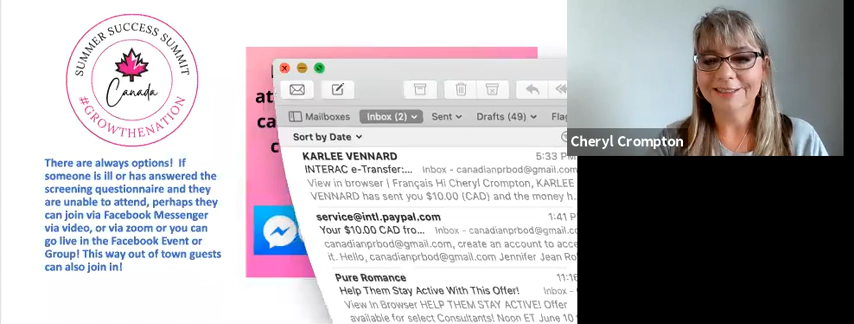 SUMMER SUCCESS SUMMIT
Canada
#GROWTHENATION
There are always options! If
someone is ill or has answered the
screening questionnaire and they
are unable to attend, perhaps they
can join via Facebook Messenger
via video, or via zoom or you can
go live in the Facebook Event or
Group! This way out of town guests
can also join in!
at
ca
Mailboxes
Inbox (2)
Sent
Drafts (49)
Flag
Sort by Date
KARLEE VENNARD
5:33 PM
INTERAC e-Transfer:...
Inbox - canadianprbod@gmail.com
View in browser | Français Hi Cheryl Crompton, KARLEE
VENNARD has sent you $10.00 (CAD) and the money h
service@intl.paypal.com
1:41 P
Your $10.00 CAD fro...
Inbox - canadianprbod@gmail.co
canadianprbod@gmail.com, create an account to acce
it. Hello, canadianprbod@gmail.com Jennifer Jean Ro
Pure Romance
11:16
Help Them Stay Active With This Offer!
Inbox -
View In Browser HELP THEM STAY ACTIVE! Offer
available for select Consultants! Noon ET June 10
Cheryl Crompton